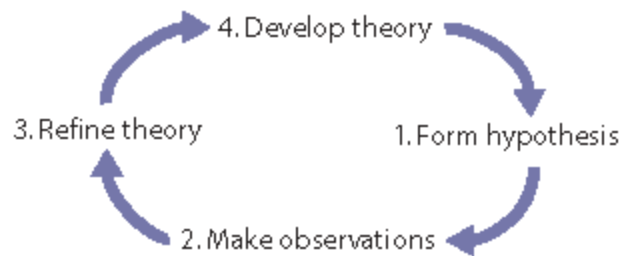 4. Develop theory
3. Refine theory
1. Form hypothesis
2. Make observations